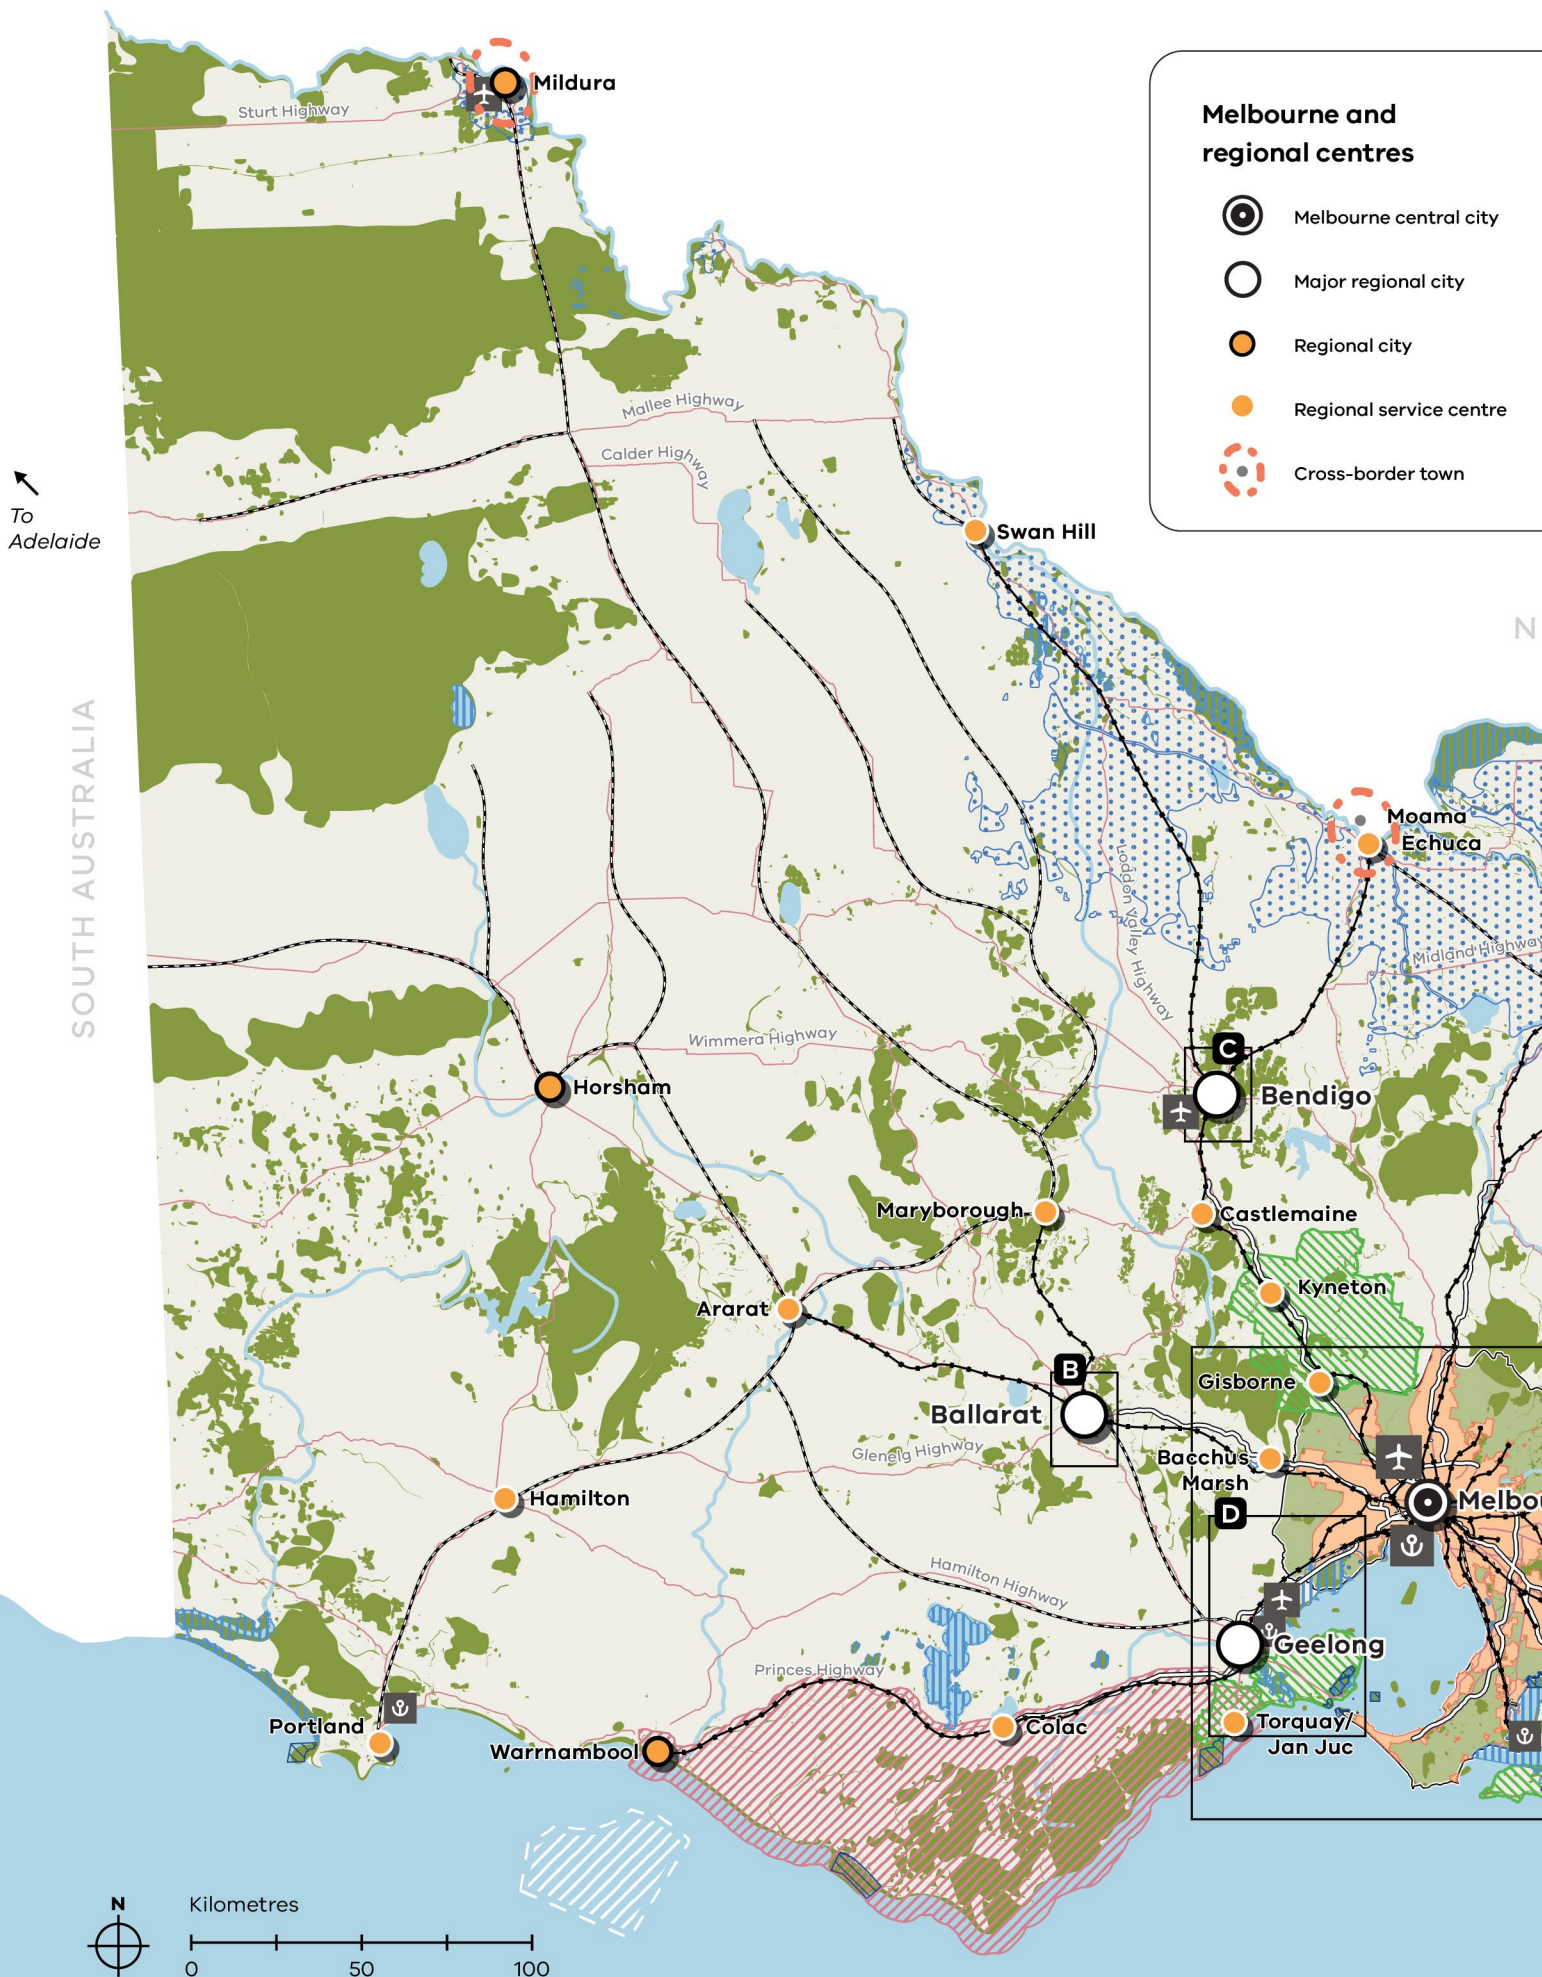 Mildura
Sturt Highway
Melbourne and
regional centres
Melbourne central city
Major regional city
Regional city
Regional service centre
Cross-border town
Mallee Highway
Calder Highway
To
Adelaide
Swan Hill
N
SOUTH AUSTRALIA
Moama
Echuca
Loddon Valley Highway
Midland Highway
Wimmera Highway
C
Horsham
Bendigo
Maryborough
Castlemaine
Kyneton
Ararat
B
Gisborne
Ballarat
Glenelg Highway
Bacchus
Marsh
Hamilton
Melbou
D
Hamilton Highway
Geelong
Princes Highway
Portland
Colac
Torquay/
Jan Juc
Warrnambool
N
Kilometres
0 50 100